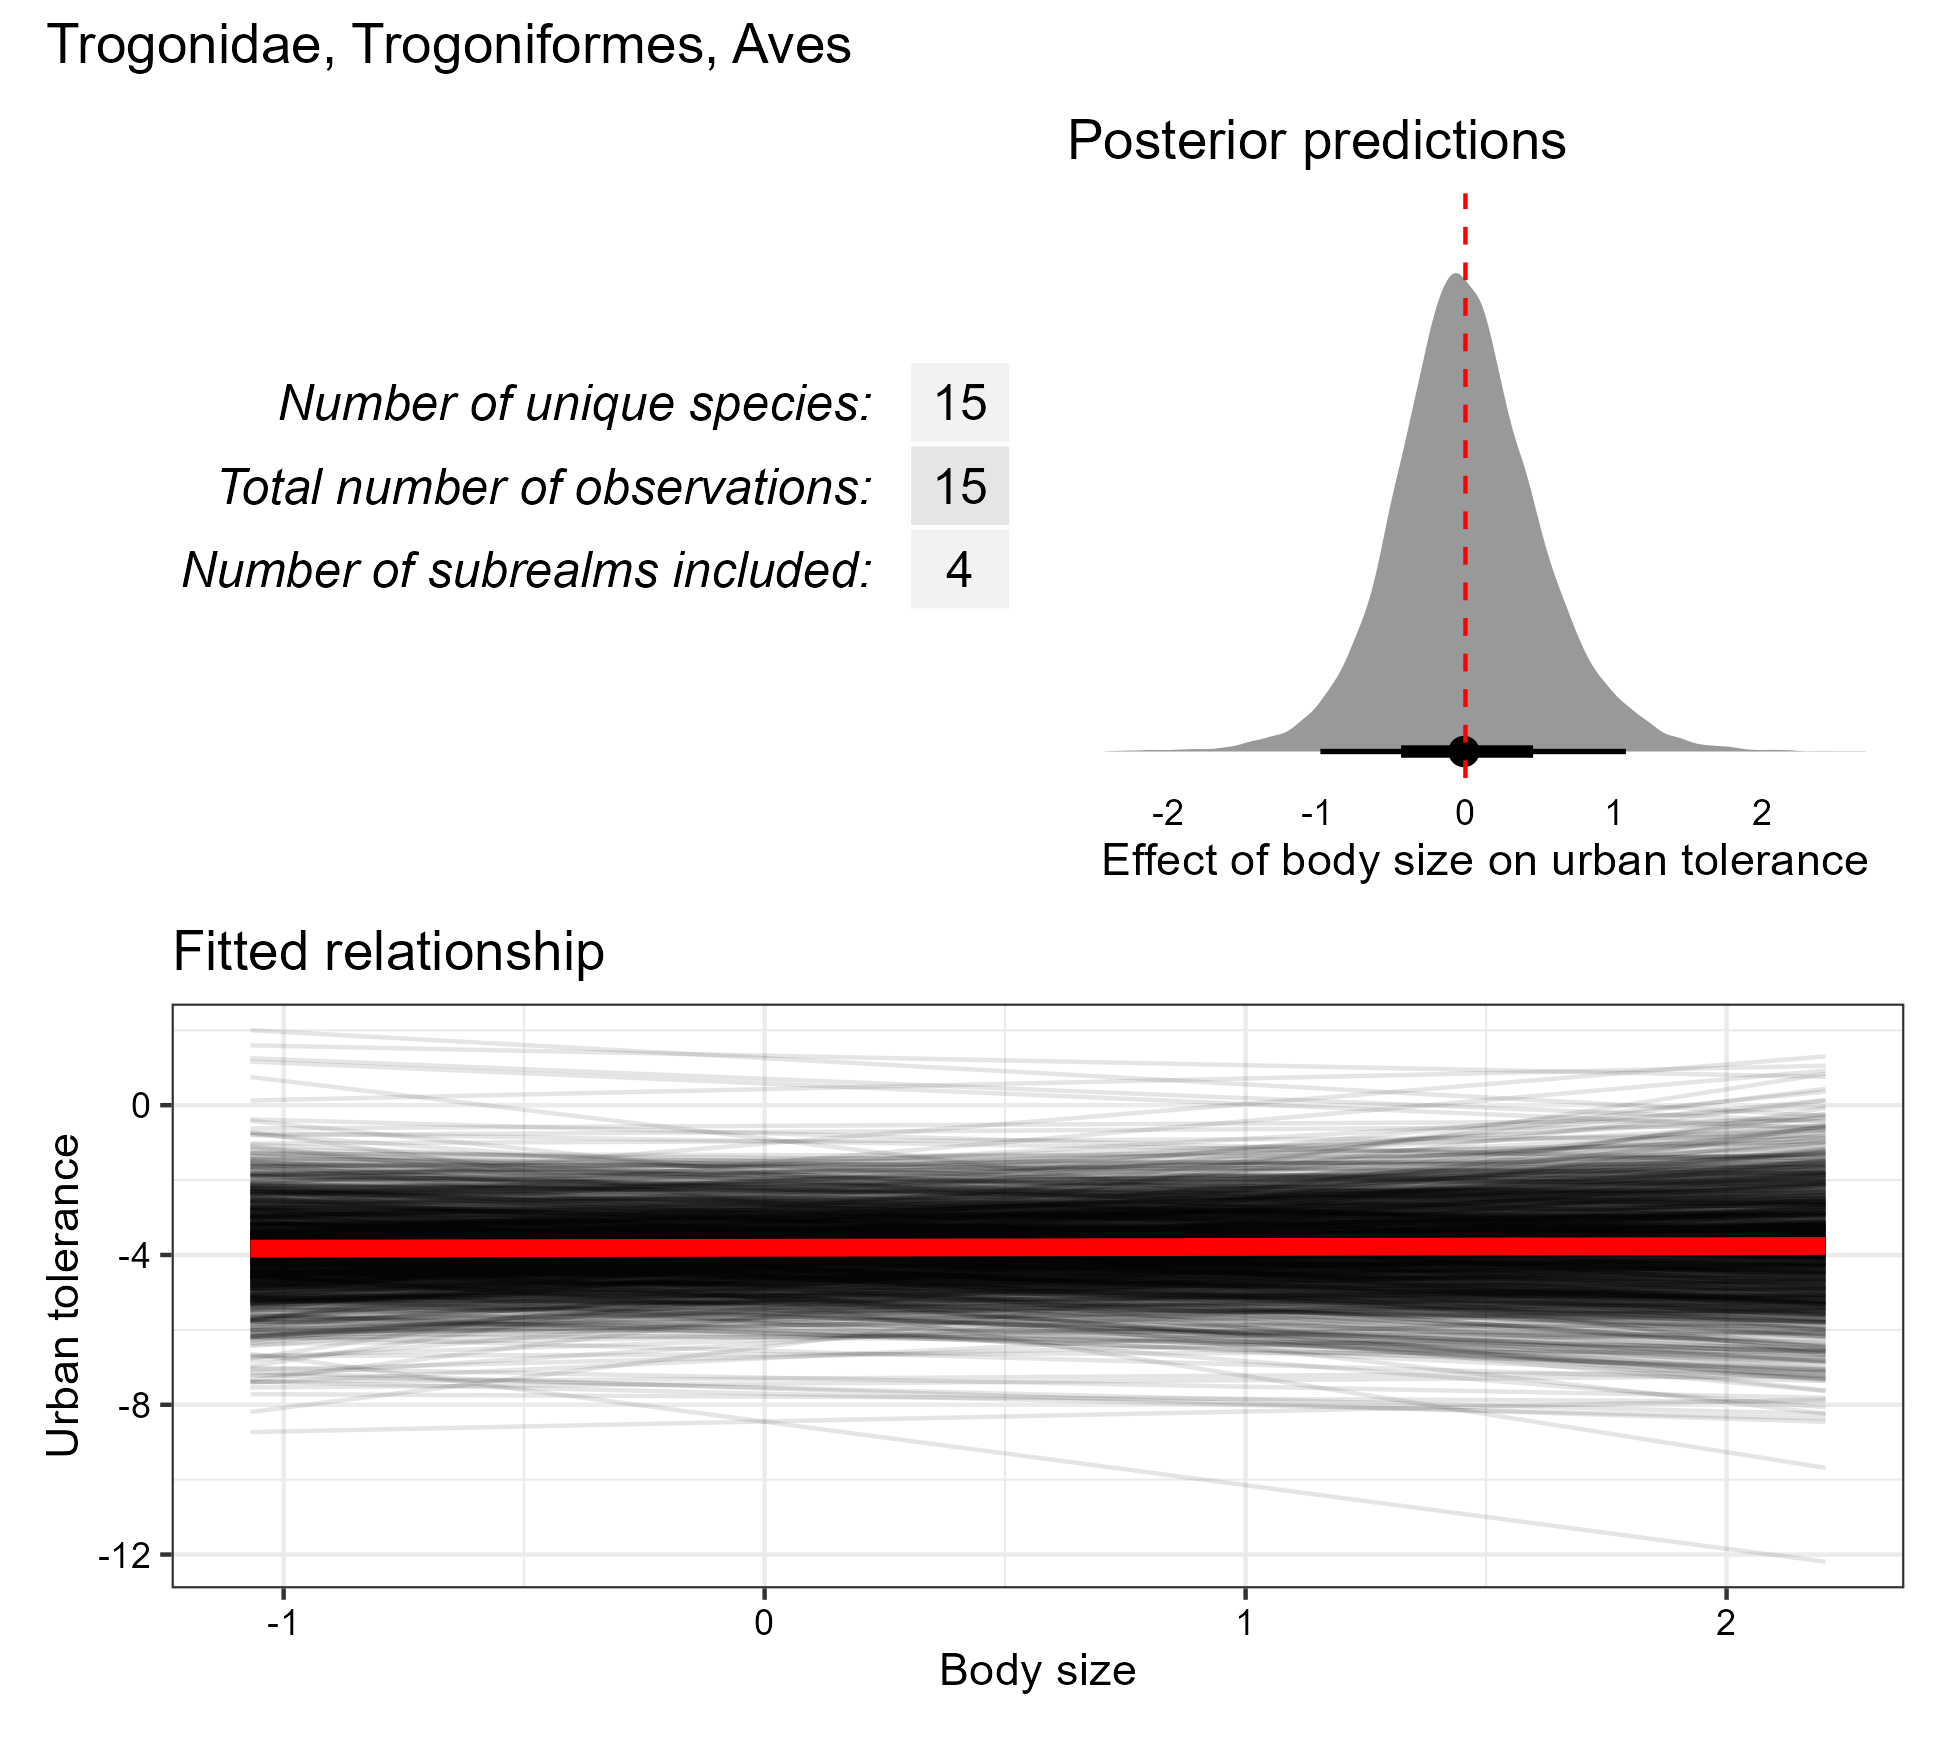 Trogonidae, Trogoniformes, Aves
Posterior predictions
Number of unique species: 15
Total number of observations: 15
Number of subrealms included: 4
-2 -1 0 1 2
Effect of body size on urban tolerance
Fitted relationship
Urban tolerance
0
-4
-8
-12
-1 0 1 2
Body size